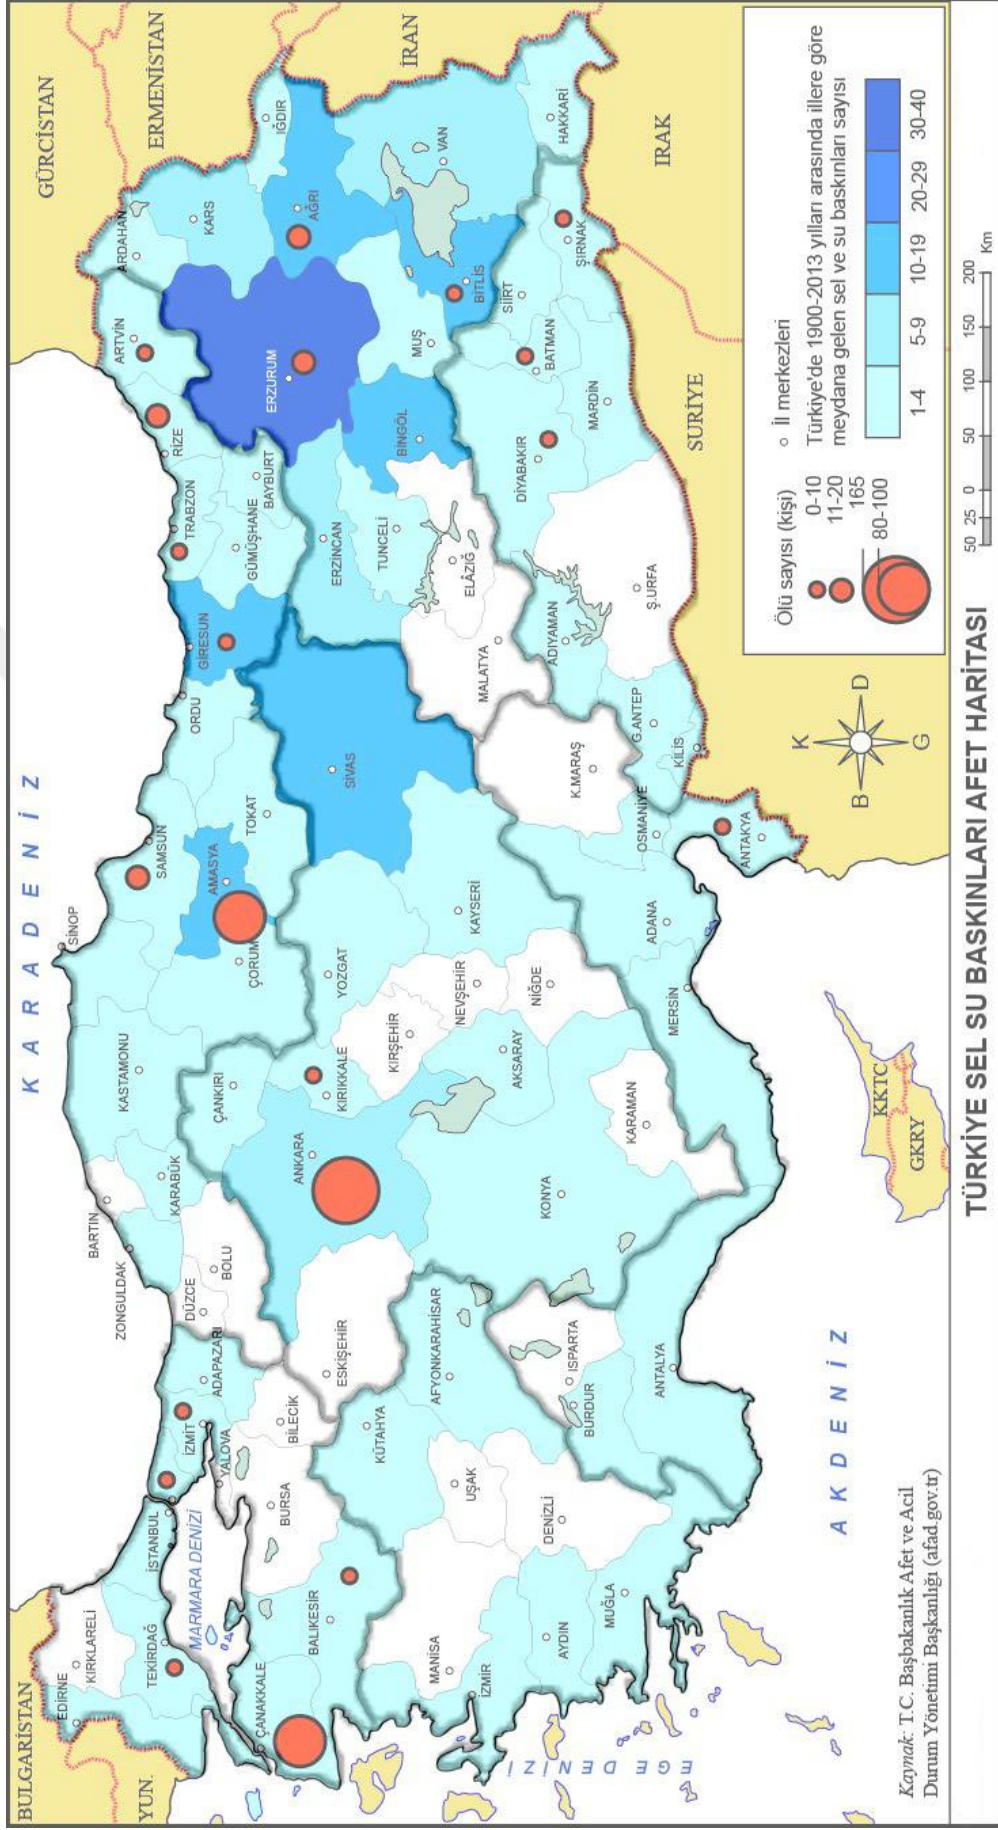 KARADENİZ
BULGARİSTAN
YUN.
GÜRCİSTAN
ERMENİSTAN
İRAN
IRAK
SURİYE
KKTC
GKRY
MARMARA DENİZİ
EGE DENİZİ
AKDENİZ
EDİRNE
KIRKLARELİ
TEKİRDAĞ
İSTANBUL
ÇANAKKALE
BALIKESİR
BURSA
YALOVA
İZMİT
ADAPAZARI
BİLECİK
DÜZCE
BOLU
ZONGULDAK
BARTIN
KARABÜK
KASTAMONU
ÇANKIRI
SİNOP
SAMSUN
AMASYA
ÇORUM
TOKAT
ORDU
GİRESUN
TRABZON
GÜMÜŞHANE
BAYBURT
RİZE
ARTVİN
ARDAHAN
KARS
IĞDIR
AĞRI
ERZURUM
ERZİNCAN
TUNCELİ
BİNGÖL
MUŞ
BİTLİS
VAN
HAKKARİ
ŞIRNAK
SİİRT
BATMAN
MARDİN
DİYABAKIR
ELÂZIĞ
MALATYA
ADIYAMAN
Ş.URFA
G.ANTEP
KİLİS
K.MARAŞ
OSMANİYE
ANTAKYA
ADANA
MERSİN
SİVAS
YOZGAT
KAYSERİ
KIRŞEHİR
NEVŞEHİR
NİĞDE
AKSARAY
KIRIKKALE
ANKARA
KONYA
KARAMAN
ESKİŞEHİR
KÜTAHYA
AFYONKARAHİSAR
UŞAK
MANİSA
İZMİR
AYDIN
DENİZLİ
MUĞLA
BURDUR
ISPARTA
ANTALYA
K
B
D
G
Ölü sayısı (kişi)
0-10
11-20
165
80-100
İl merkezleri
Türkiye'de 1900-2013 yılları arasında illere göre
meydana gelen sel ve su baskınları sayısı
1-4
5-9
10-19
20-29
30-40
50 25 0 50 100 150 200 Km
Kaynak: T.C. Başbakanlık Afet ve Acil
Durum Yönetimi Başkanlığı (afad.gov.tr)
TÜRKİYE SEL SU BASKINLARI AFET HARİTASI